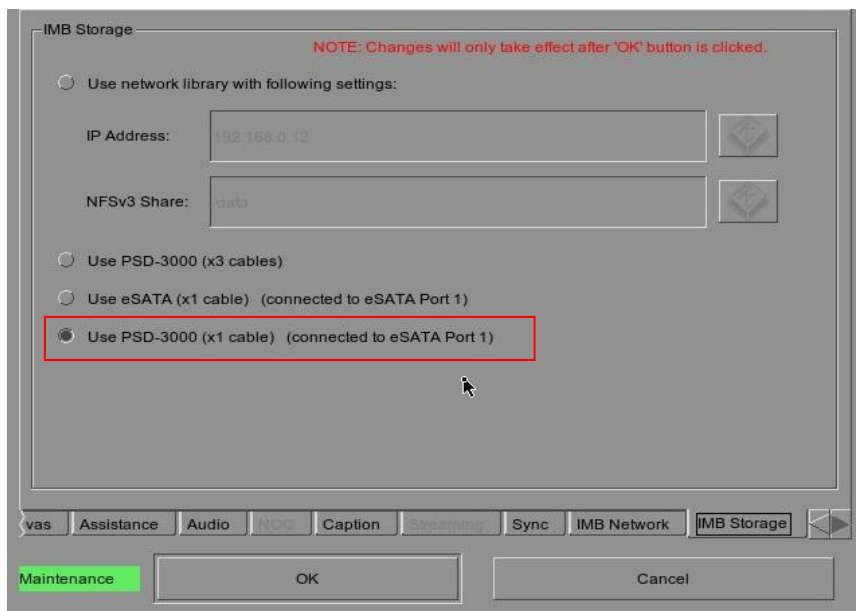 IMB Storage
NOTE: Changes will only take effect after 'OK' button is clicked.
Use network library with following settings:
IP Address:
192.168.0.12
NFSv3 Share:
/data
Use PSD-3000 (x3 cables)
Use eSATA (x1 cable) (connected to eSATA Port 1)
Use PSD-3000 (x1 cable) (connected to eSATA Port 1)
vas Assistance Audio NOC Caption Streaming Sync IMB Network IMB Storage
Maintenance OK Cancel